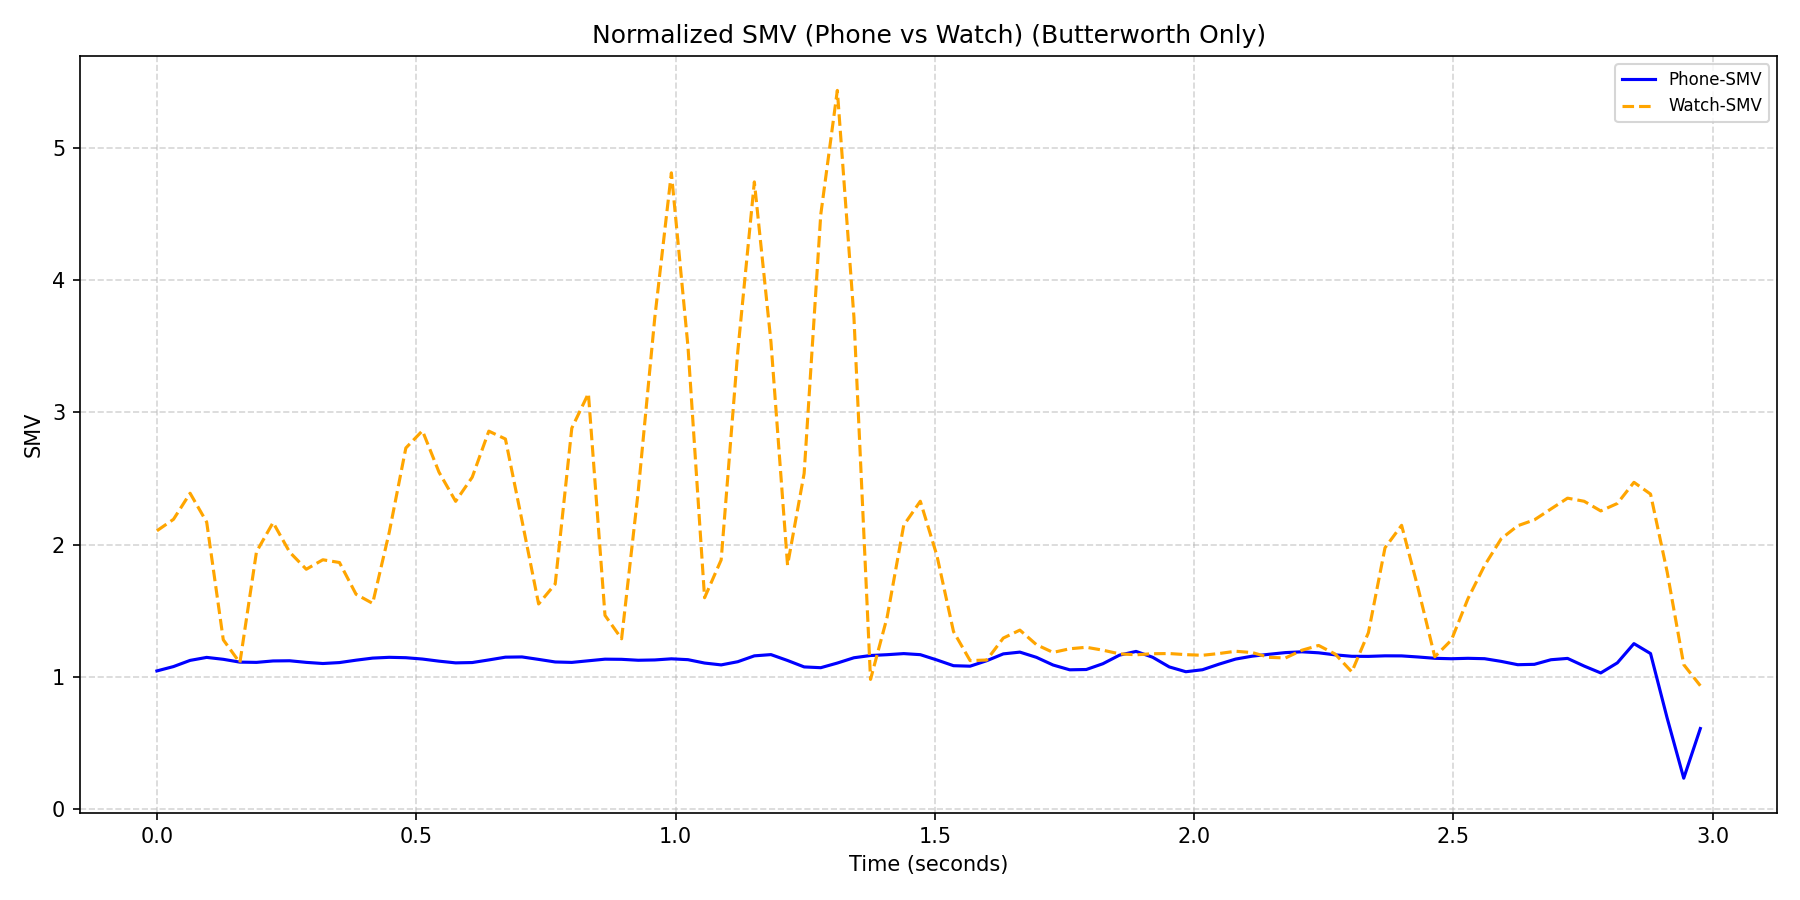 Normalized SMV (Phone vs Watch) (Butterworth Only)
Phone-SMV
Watch-SMV
SMV
5
4
3
2
1
0
0.0 0.5 1.0 1.5 2.0 2.5 3.0
Time (seconds)